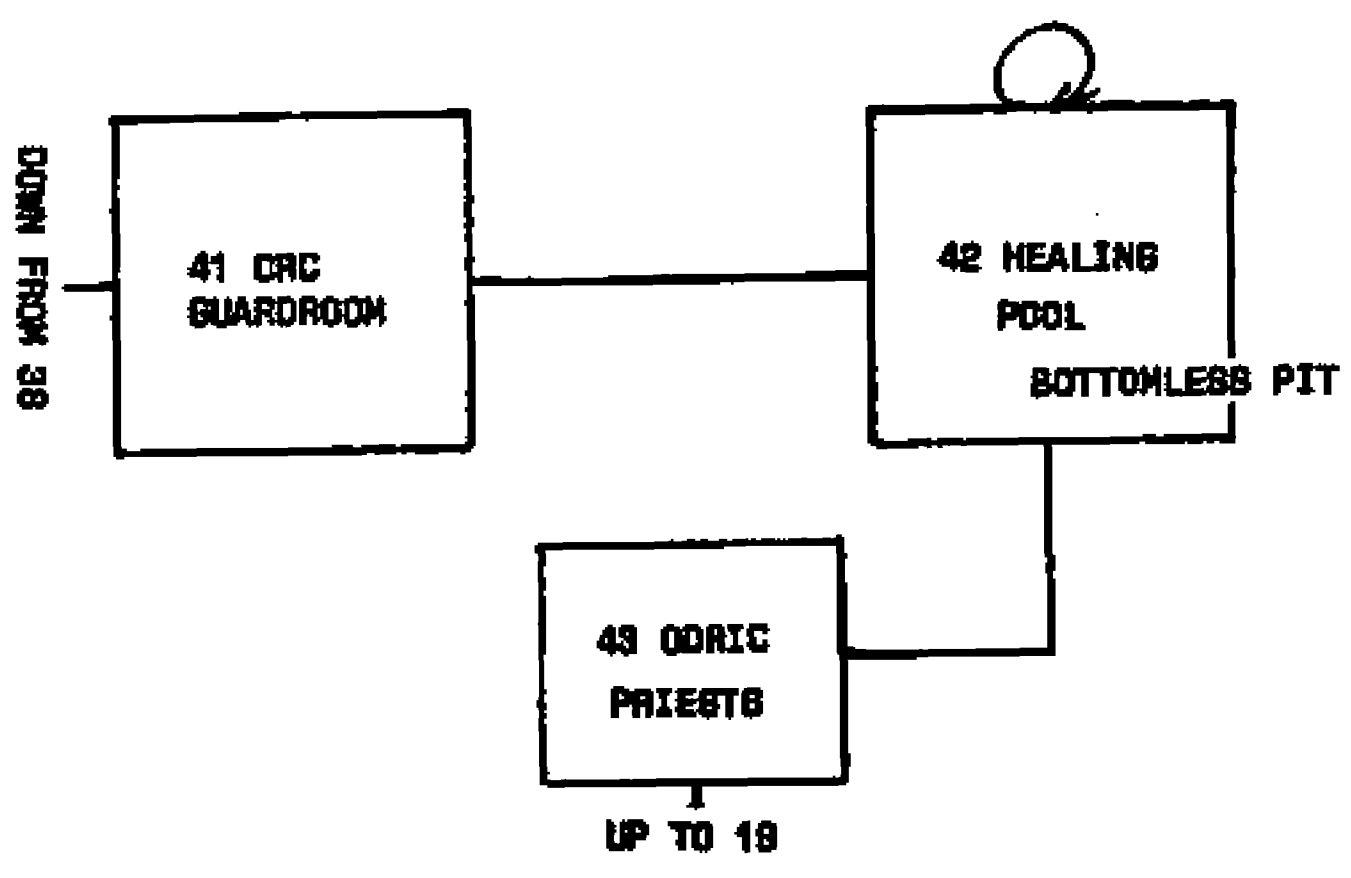 DOWN FROM 38
41 ORC
GUARDROOM
42 HEALING
POOL
BOTTOMLESS PIT
43 ODRIC
PRIESTS
UP TO 19